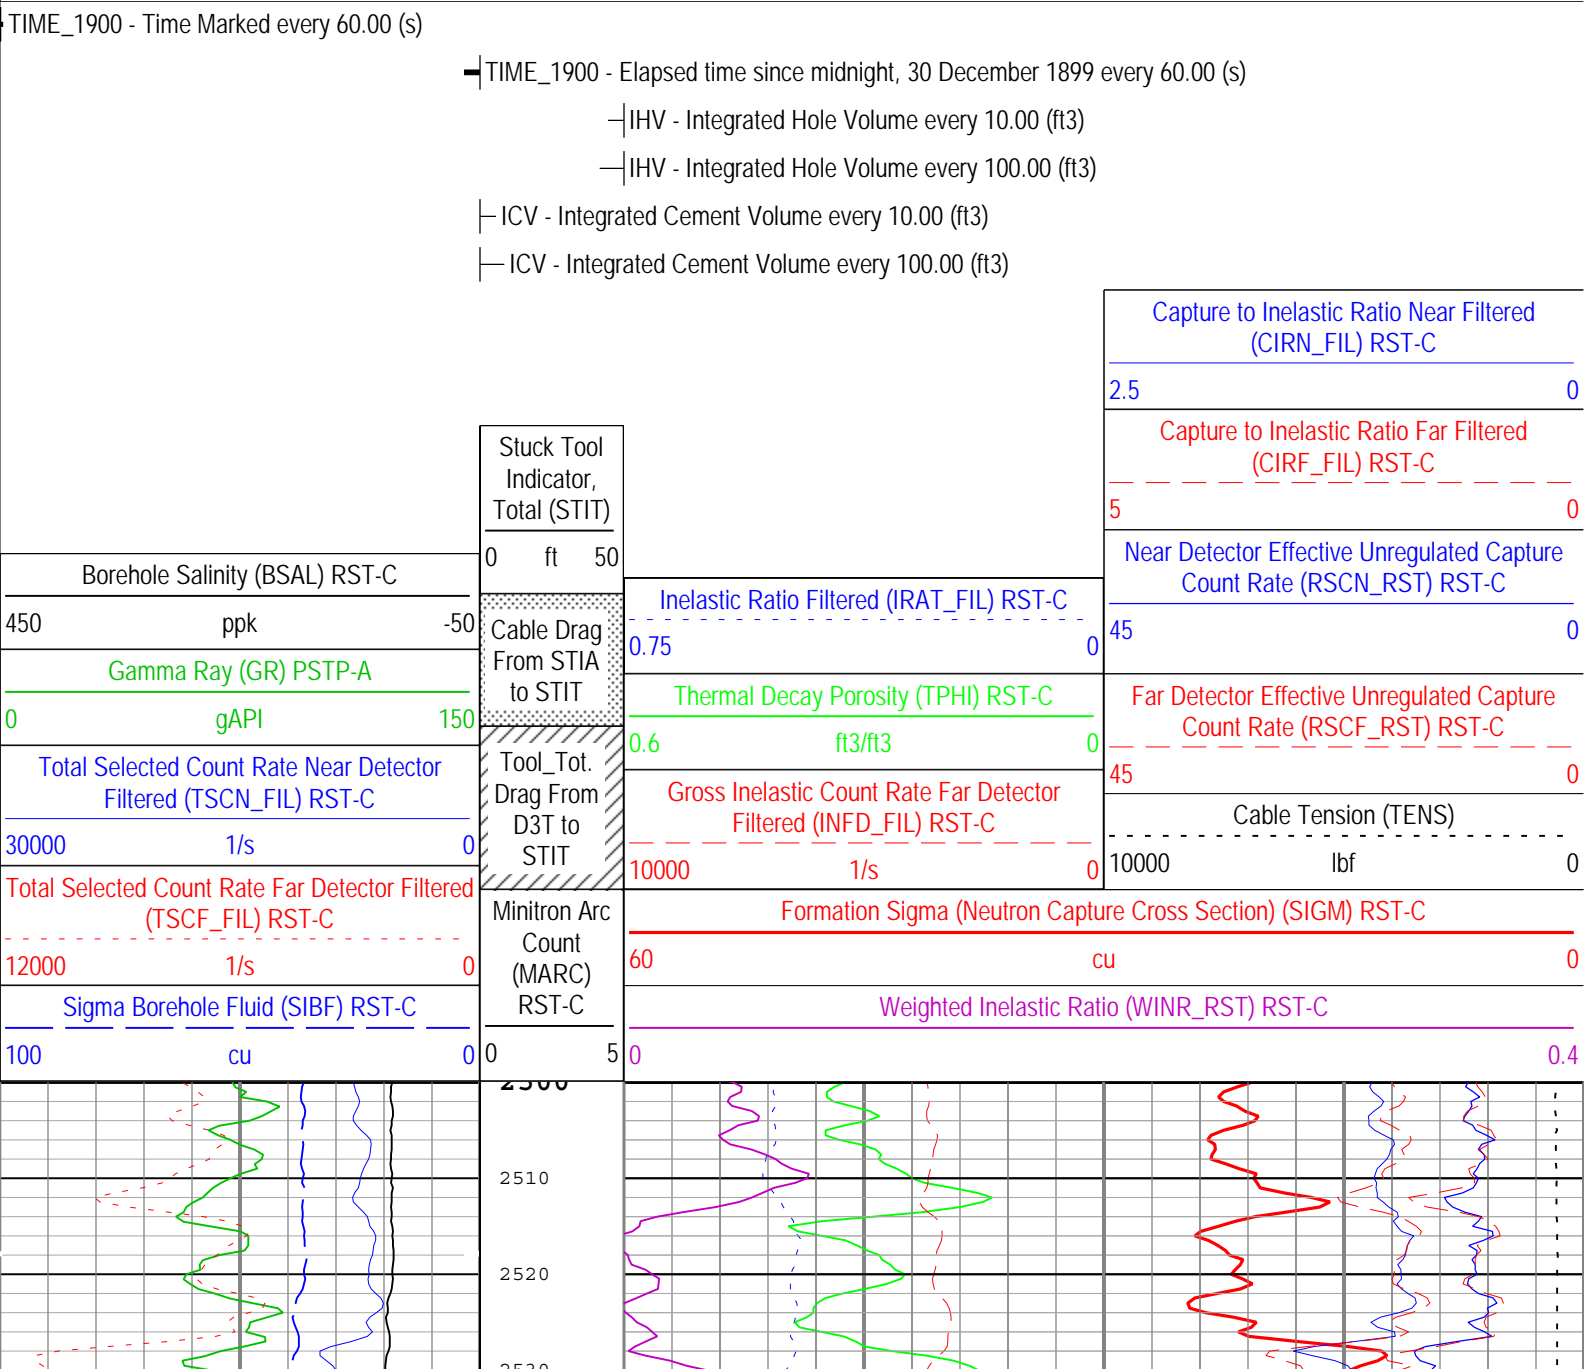 TIME_1900 - Time Marked every 60.00 (s)
TIME_1900 - Elapsed time since midnight, 30 December 1899 every 60.00 (s)
IHV - Integrated Hole Volume every 10.00 (ft3)
IHV - Integrated Hole Volume every 100.00 (ft3)
ICV - Integrated Cement Volume every 10.00 (ft3)
ICV - Integrated Cement Volume every 100.00 (ft3)
Capture to Inelastic Ratio Near Filtered
(CIRN_FIL) RST-C
2.5 0
Capture to Inelastic Ratio Far Filtered
(CIRF_FIL) RST-C
5 0
Near Detector Effective Unregulated Capture
Count Rate (RSCN_RST) RST-C
45 0
Far Detector Effective Unregulated Capture
Count Rate (RSCF_RST) RST-C
45 0
Cable Tension (TENS)
10000 lbf 0
Stuck Tool
Indicator,
Total (STIT)
0 ft 50
Cable Drag
From STIA
to STIT
Tool_Tot.
Drag From
D3T to
STIT
Minitron Arc
Count
(MARC)
RST-C
0 5
Borehole Salinity (BSAL) RST-C
450 ppk -50
Gamma Ray (GR) PSTP-A
0 gAPI 150
Total Selected Count Rate Near Detector
Filtered (TSCN_FIL) RST-C
30000 1/s 0
Total Selected Count Rate Far Detector Filtered
(TSCF_FIL) RST-C
12000 1/s 0
Sigma Borehole Fluid (SIBF) RST-C
100 cu 0
Inelastic Ratio Filtered (IRAT_FIL) RST-C
0.75 0
Thermal Decay Porosity (TPHI) RST-C
0.6 ft3/ft3 0
Gross Inelastic Count Rate Far Detector
Filtered (INFD_FIL) RST-C
10000 1/s 0
Formation Sigma (Neutron Capture Cross Section) (SIGM) RST-C
60 cu 0
Weighted Inelastic Ratio (WINR_RST) RST-C
0 0.4
2500
2510
2520
2530